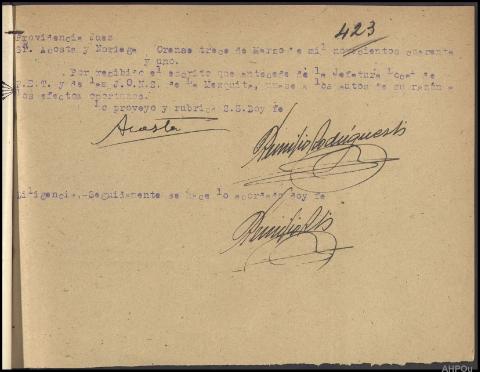 423
Providencia Juez
Sr. Acosta y Noriega Orense trece de Marzo de mil novecientos cuarenta
y uno.
Por recibido el escrito que antecede de la Jefatura Local de
F.E.T. y de las J.O.N.S. de La Mezquita, unase a los autos de su razón a
los efectos oportunos.
Lo proveyo y rubrica S.S. Doy fe
Acosta
Diligencia.-Seguidamente se hace lo acordado doy fe
AHPOu